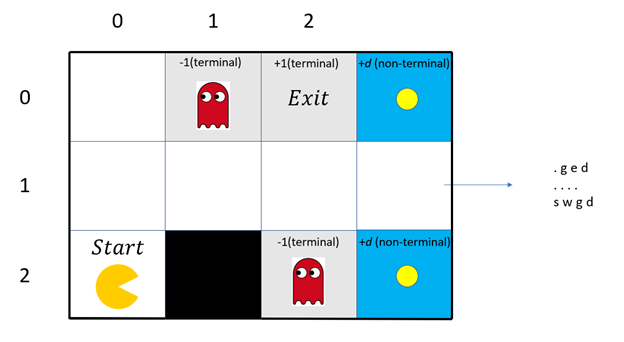 0 1 2
-1(terminal) +1(terminal) +d (non-terminal)
0 Exit
1
. g e d
. . . .
s w g d
Start -1(terminal) +d (non-terminal)
2